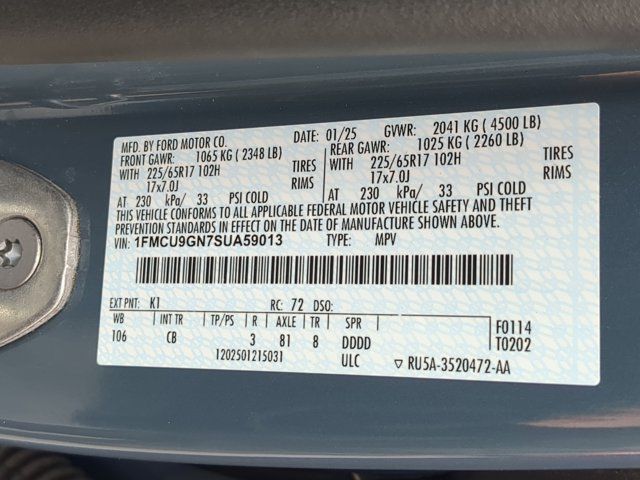 MFD. BY FORD MOTOR CO.
DATE: 01/25 GVWR: 2041 KG ( 4500 LB)
FRONT GAWR: 1065 KG ( 2348 LB) REAR GAWR: 1025 KG ( 2260 LB)
WITH 225/65R17 102H TIRES WITH 225/65R17 102H TIRES
17x7.0J RIMS 17x7.0J RIMS
AT 230 kPa/ 33 PSI COLD AT 230 kPa/ 33 PSI COLD
THIS VEHICLE CONFORMS TO ALL APPLICABLE FEDERAL MOTOR VEHICLE SAFETY AND THEFT
PREVENTION STANDARDS IN EFFECT ON THE DATE OF MANUFACTURE SHOWN ABOVE.
VIN: 1FMCU9GN7SUA59013 TYPE: MPV
EXT PNT: K1 RC: 72 DSO:
WB INT TR TP/PS R AXLE TR SPR
106 CB 3 81 8 DDDD
F0114
T0202
1202501215031 ULC ▽ RU5A-3520472-AA